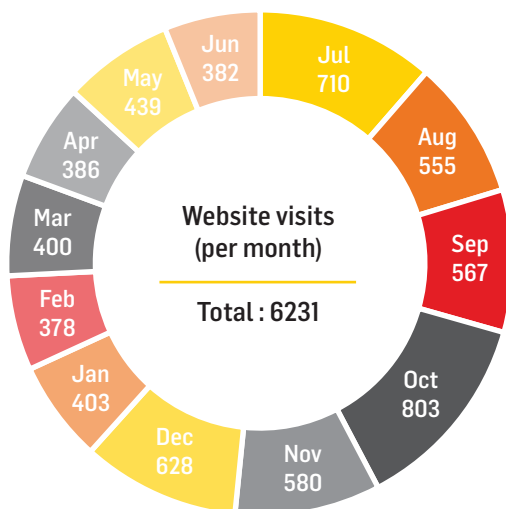 Jul
710
Aug
555
Sep
567
Oct
803
Nov
580
Dec
628
Jan
403
Feb
378
Mar
400
Apr
386
May
439
Jun
382
Website visits
(per month)
Total : 6231